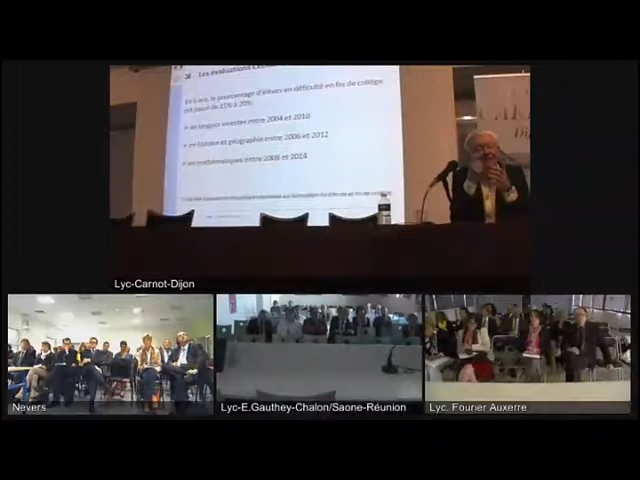 Les évaluations
En 6 ans, le pourcentage d'élèves en difficulté en fin de collège
est passé de 15% à 20%:
en langues vivantes entre 2004 et 2010
en histoire et géographie entre 2006 et 2012
en mathématiques entre 2008 et 2014
Lyc-Carnot-Dijon
Nevers
Lyc-E.Gauthey-Chalon/Saone-Réunion
Lyc. Fourier Auxerre